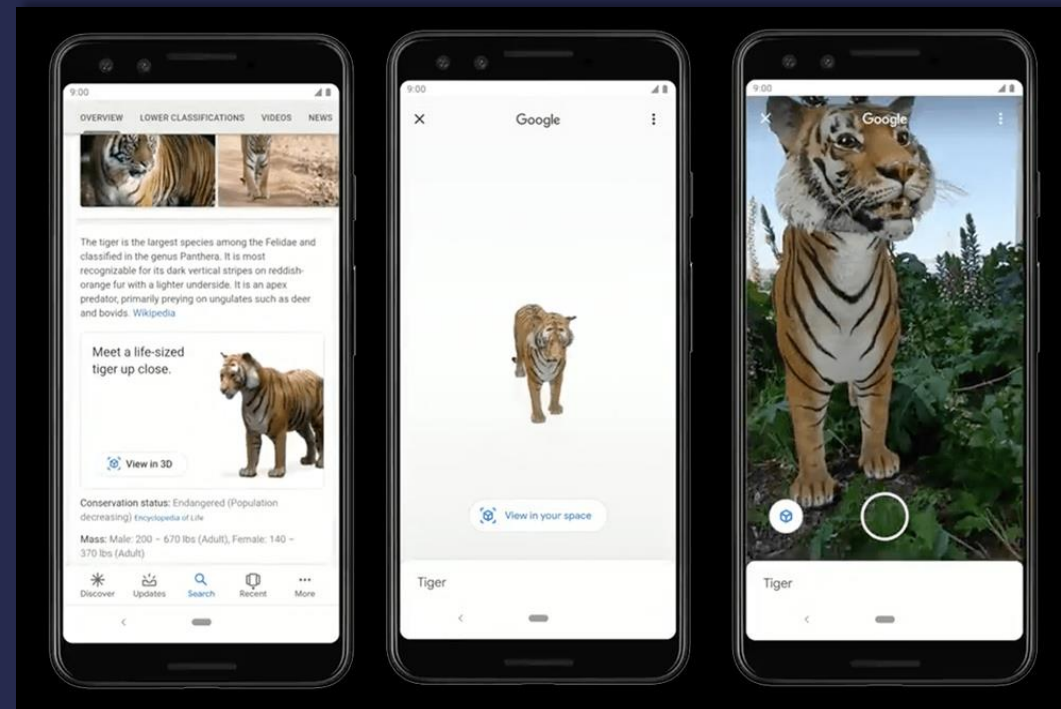 9:00
OVERVIEW LOWER CLASSIFICATIONS VIDEOS NEWS
The tiger is the largest species among the Felidae and
classified in the genus Panthera. It is most
recognizable for its dark vertical stripes on reddish-
orange fur with a lighter underside. It is an apex
predator, primarily preying on ungulates such as deer
and bovids. Wikipedia
Meet a life-sized
tiger up close.
View in 3D
Conservation status: Endangered (Population
decreasing) Encyclopedia of Life
Mass: Male: 200 – 670 lbs (Adult), Female: 140 –
370 lbs (Adult)
Discover Updates Search Recent More
9:00
Google
View in your space
Tiger
9:00
Google
Tiger